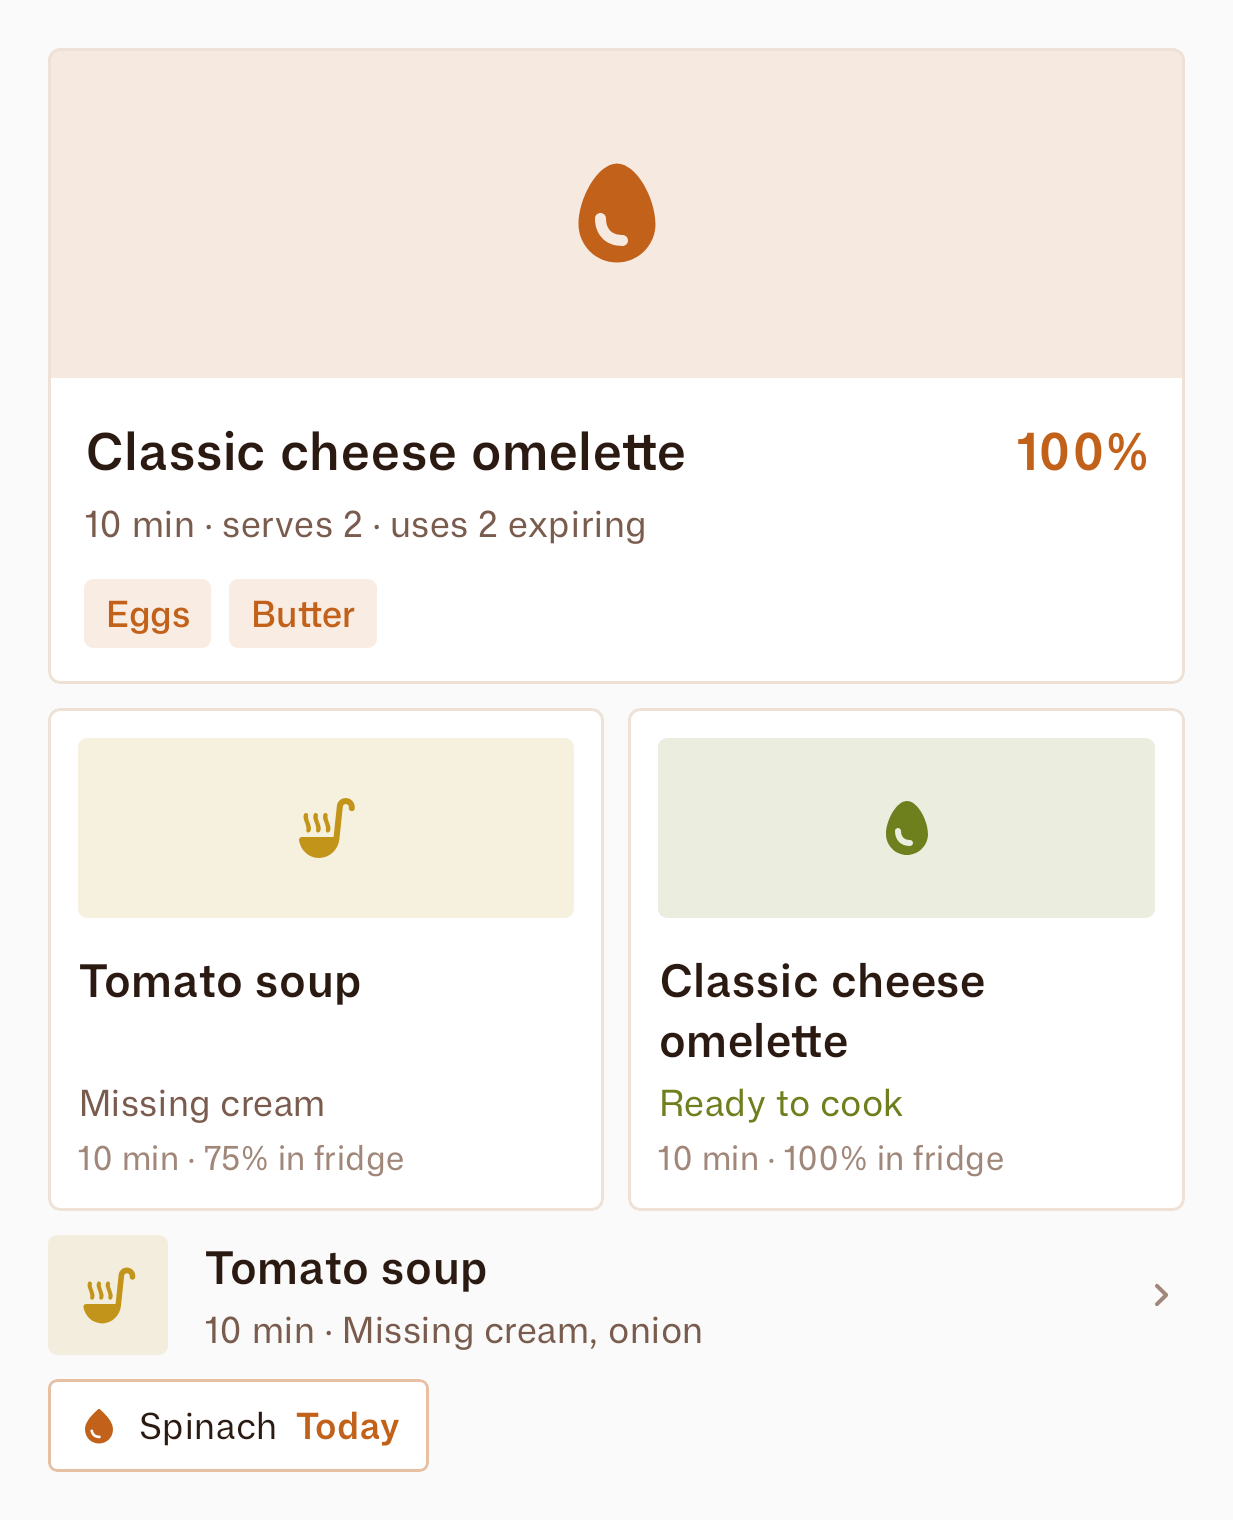 Classic cheese omelette 100%
10 min · serves 2 · uses 2 expiring
Eggs Butter
Tomato soup
Missing cream
10 min · 75% in fridge
Classic cheese
omelette
Ready to cook
10 min · 100% in fridge
Tomato soup
10 min · Missing cream, onion
Spinach Today